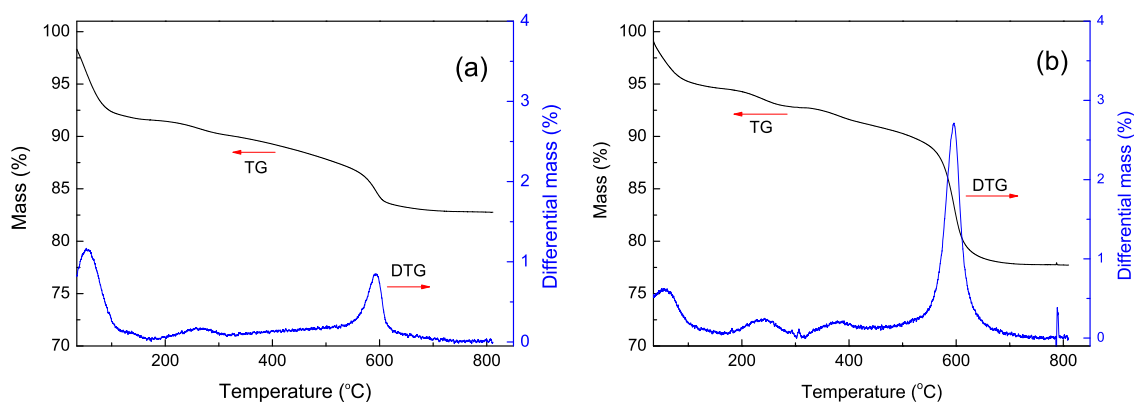 (a)
100
95
90
85
80
75
70
Mass (%)
4
3
2
1
0
Differential mass (%)
TG
DTG
200
400
600
800
Temperature (°C)
(b)
100
95
90
85
80
75
70
Mass (%)
4
3
2
1
0
Differential mass (%)
TG
DTG
200
400
600
800
Temperature (°C)